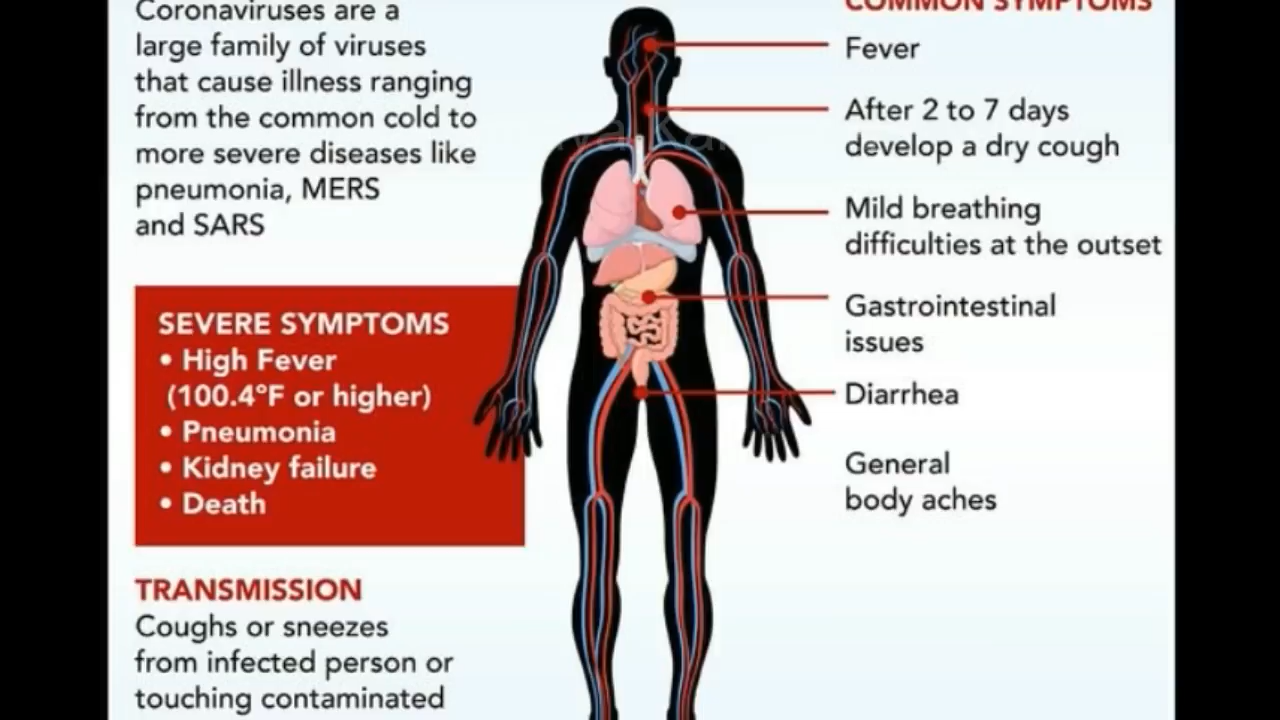 Coronaviruses are a
large family of viruses
that cause illness ranging
from the common cold to
more severe diseases like
pneumonia, MERS
and SARS
SEVERE SYMPTOMS
• High Fever
(100.4°F or higher)
• Pneumonia
• Kidney failure
• Death
TRANSMISSION
Coughs or sneezes
from infected person or
touching contaminated
COMMON SYMPTOMS
Fever
After 2 to 7 days
develop a dry cough
Mild breathing
difficulties at the outset
Gastrointestinal
issues
Diarrhea
General
body aches